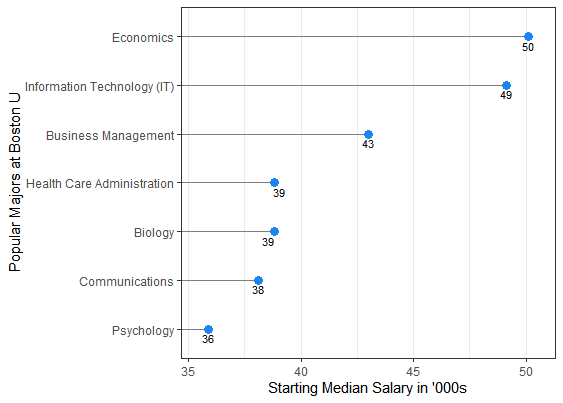 Popular Majors at Boston U
Economics
50
Information Technology (IT)
49
Business Management
43
Health Care Administration
39
Biology
39
Communications
38
Psychology
36
35 40 45 50
Starting Median Salary in '000s